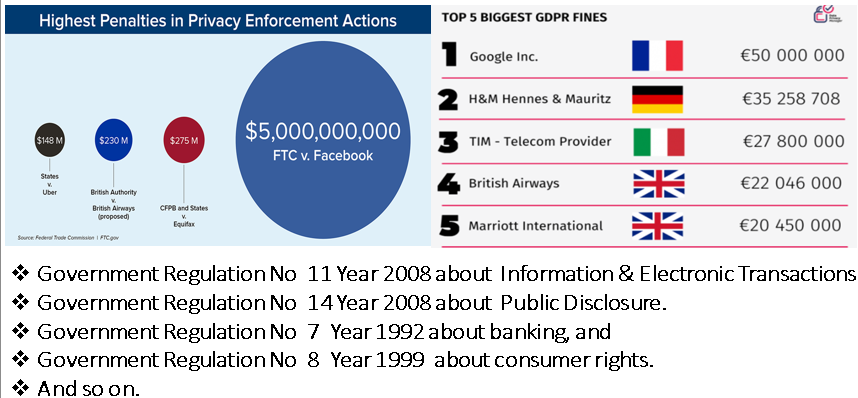 Highest Penalties in Privacy Enforcement Actions
$148 M
States
v.
Uber
$230 M
British Authority
v.
British Airways
(proposed)
$275 M
CFPB and States
v.
Equifax
$5,000,000,000
FTC v. Facebook
Source: Federal Trade Commission | FTC.gov
TOP 5 BIGGEST GDPR FINES
1 Google Inc. €50 000 000
2 H&M Hennes & Mauritz €35 258 708
3 TIM - Telecom Provider €27 800 000
4 British Airways €22 046 000
5 Marriott International €20 450 000
❖ Government Regulation No 11 Year 2008 about Information & Electronic Transactions
❖ Government Regulation No 14 Year 2008 about Public Disclosure.
❖ Government Regulation No 7 Year 1992 about banking, and
❖ Government Regulation No 8 Year 1999 about consumer rights.
❖ And so on.